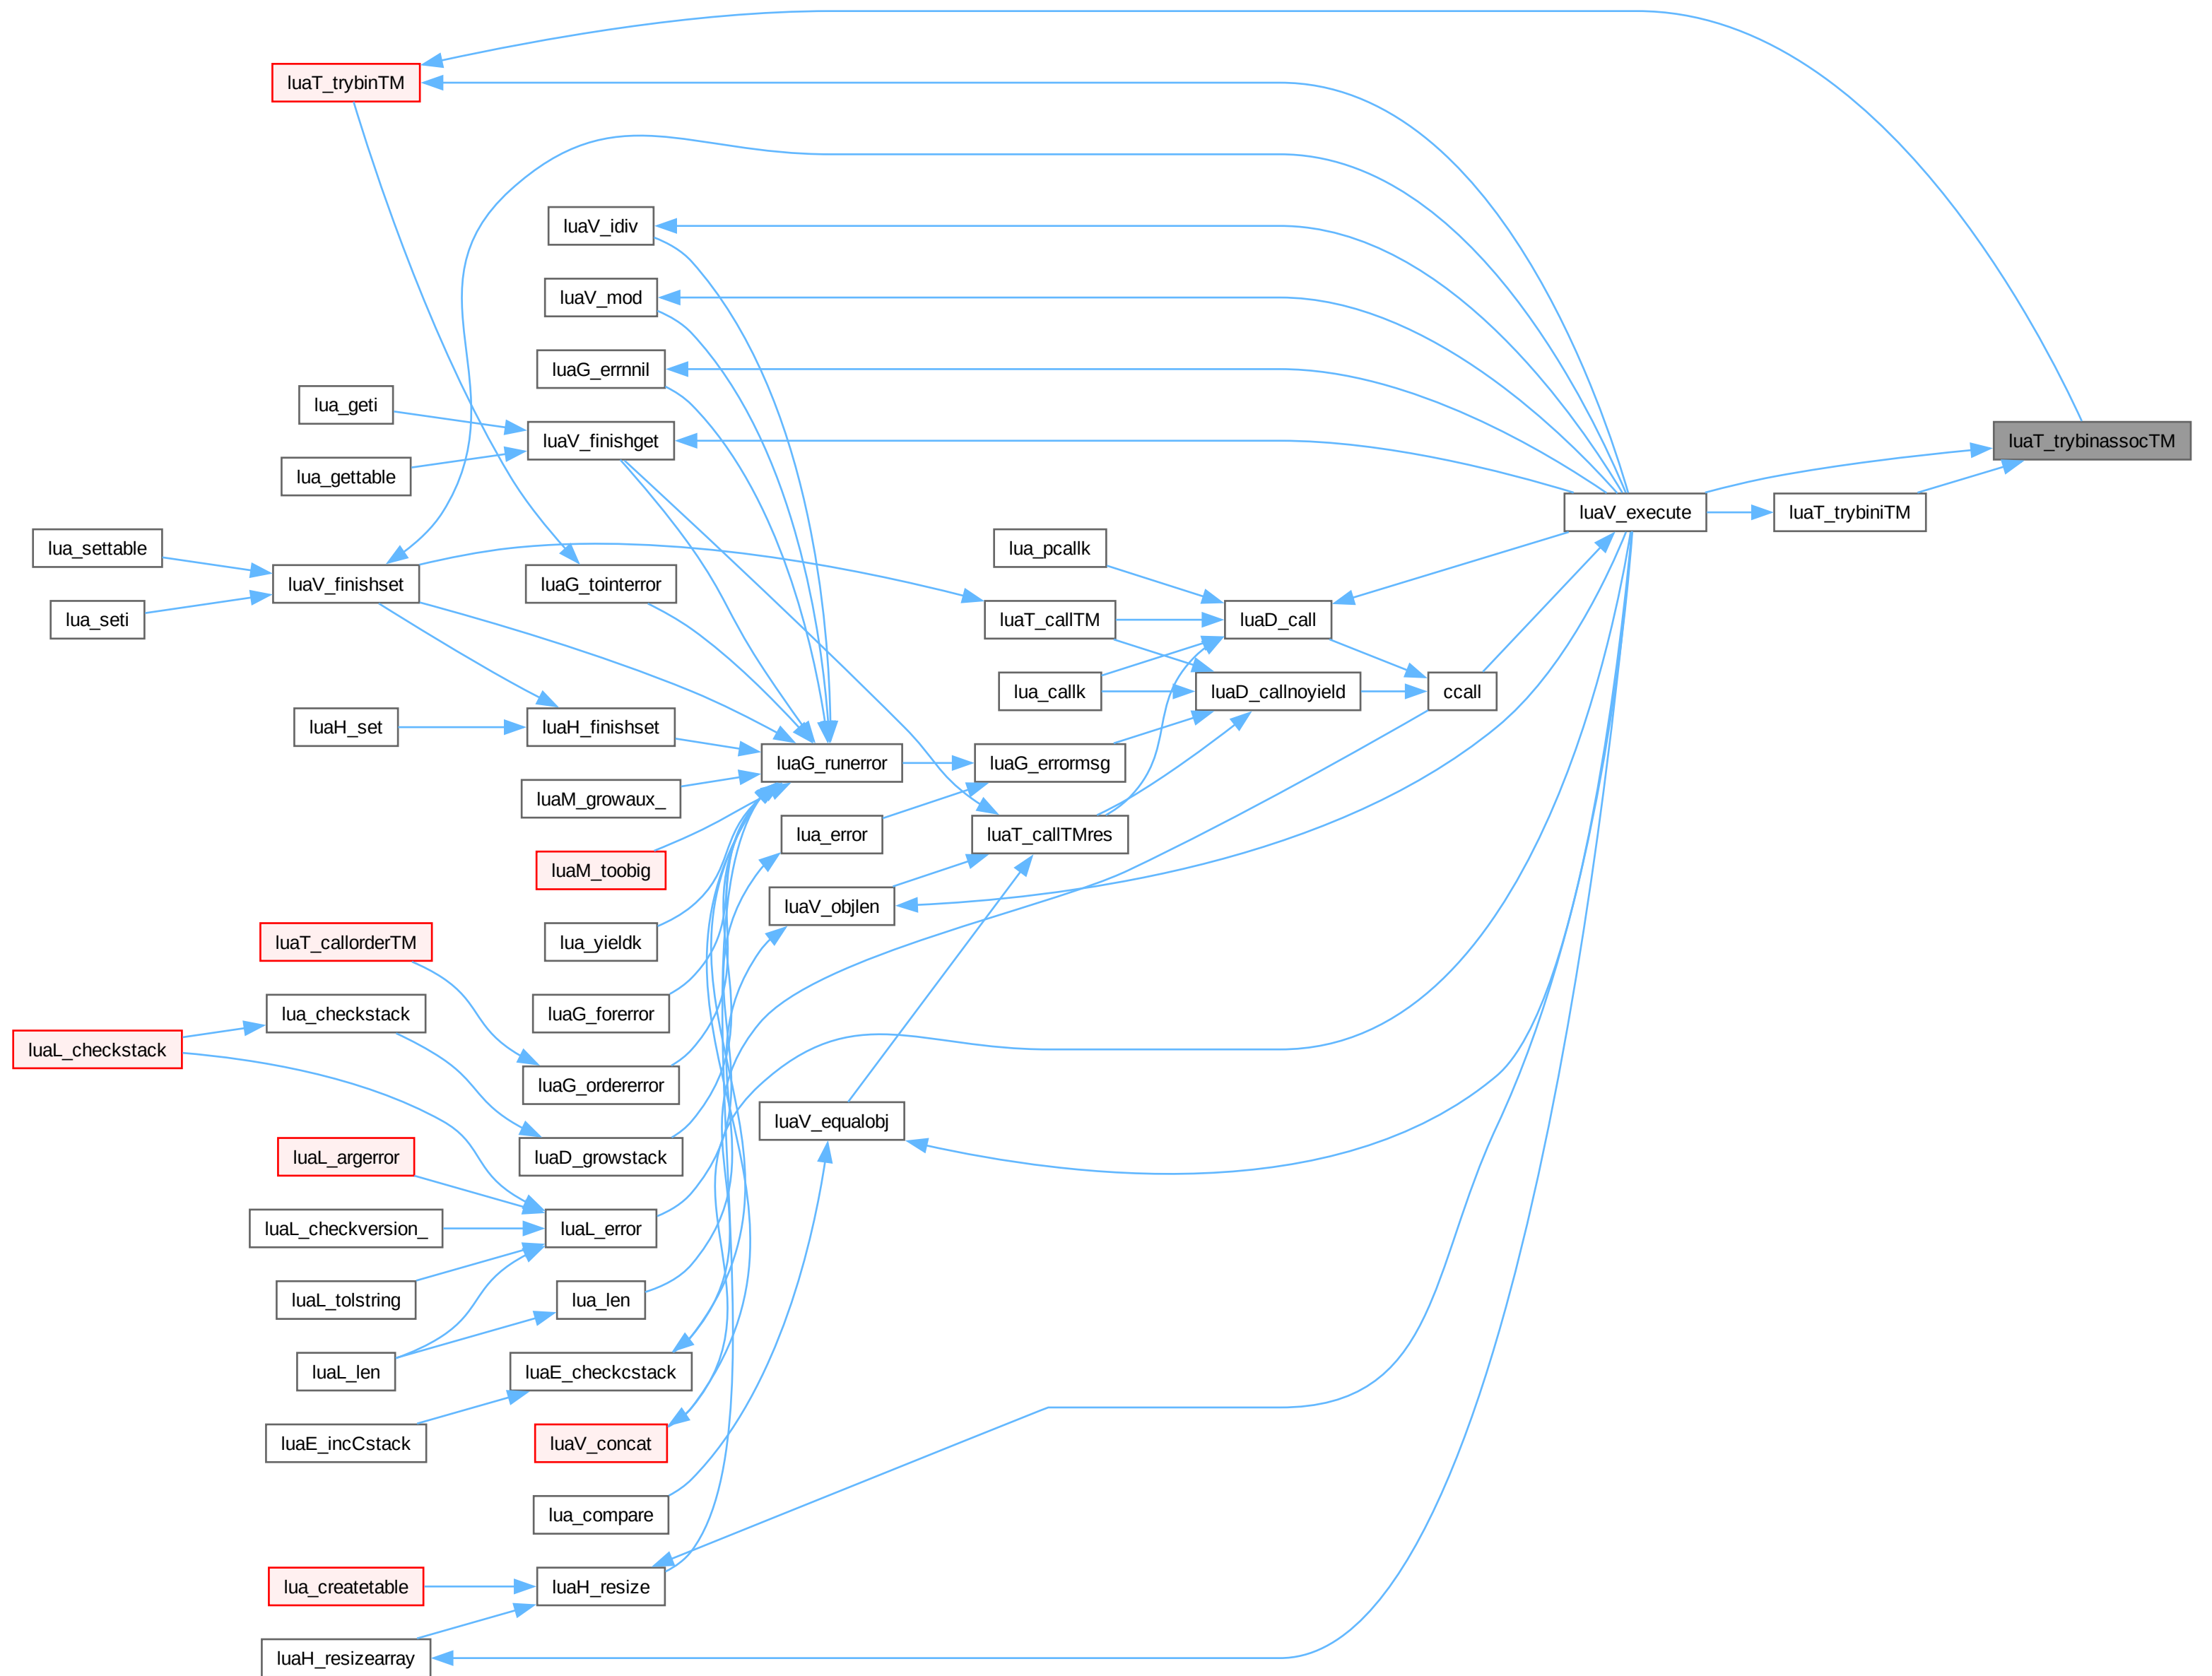 luaT_trybinTM
luaV_idiv
luaV_mod
luaG_errnnil
lua_geti
luaV_finishget
luaT_trybinassocTM
lua_gettable
luaV_execute
luaT_trybiniTM
lua_settable
lua_pcallk
luaV_finishset
luaG_tointerror
lua_seti
luaT_callTM
luaD_call
lua_callk
luaD_callnoyield
ccall
luaH_set
luaH_finishset
luaG_runerror
luaG_errormsg
luaM_growaux_
lua_error
luaT_callTMres
luaM_toobig
luaV_objlen
luaT_callorderTM
lua_yieldk
lua_checkstack
luaG_forerror
luaL_checkstack
luaG_ordererror
luaV_equalobj
luaL_argerror
luaD_growstack
luaL_checkversion_
luaL_error
luaL_tolstring
lua_len
luaL_len
luaE_checkcstack
luaE_incCstack
luaV_concat
lua_compare
lua_createtable
luaH_resize
luaH_resizearray